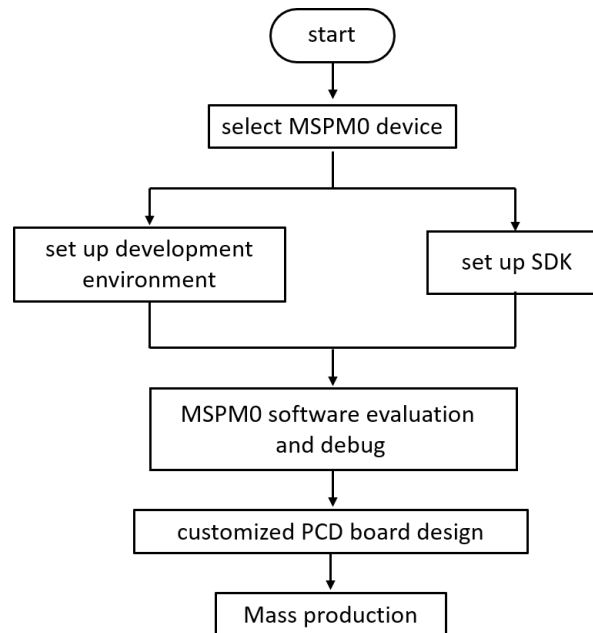 start
select MSPM0 device
set up development
environment
set up SDK
MSPM0 software evaluation
and debug
customized PCD board design
Mass production